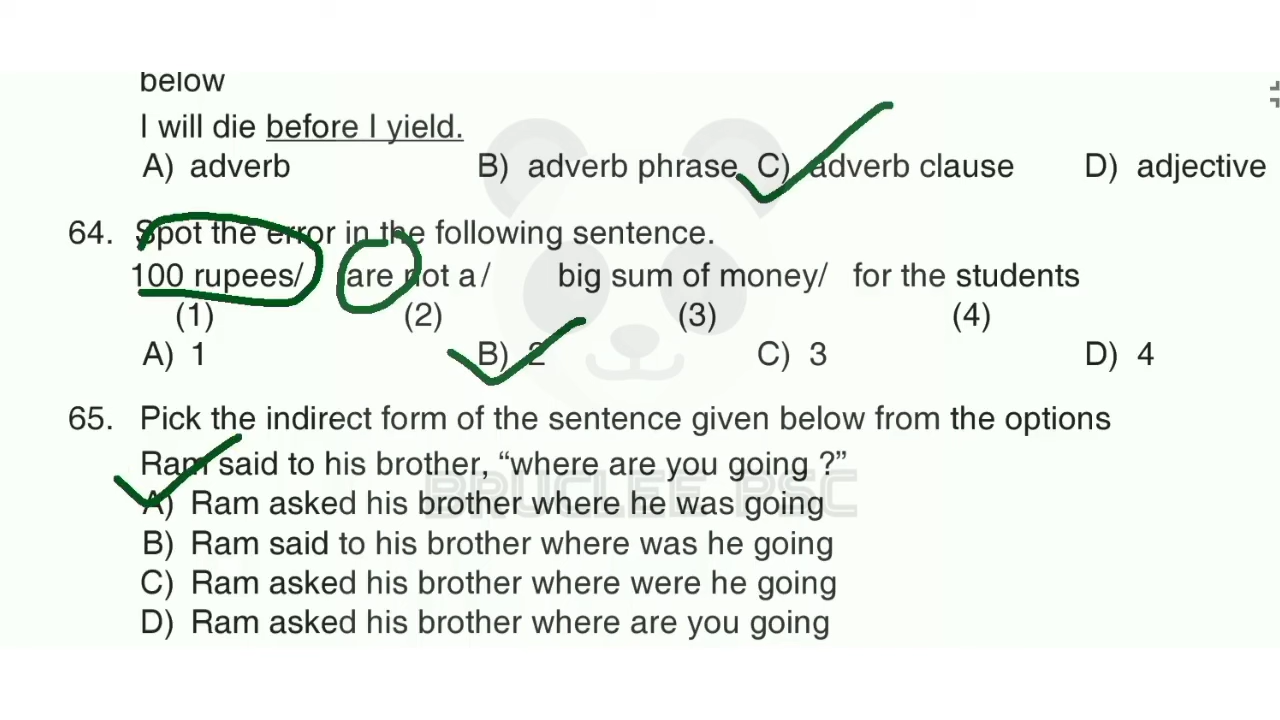 below
I will die before I yield.
A) adverb B) adverb phrase C) adverb clause D) adjective
64. Spot the error in the following sentence.
100 rupees/ are not a/ big sum of money/ for the students
(1) (2) (3) (4)
A) 1 B) 2 C) 3 D) 4
65. Pick the indirect form of the sentence given below from the options
Ram said to his brother, “where are you going ?”
BRUCLEE PSC
A) Ram asked his brother where he was going
B) Ram said to his brother where was he going
C) Ram asked his brother where were he going
D) Ram asked his brother where are you going